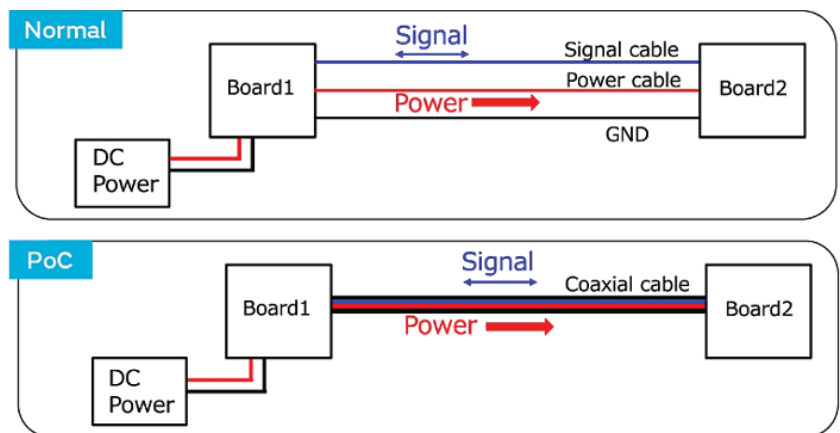 Normal
Signal
Signal cable
Board1
Power cable
Board2
Power
GND
DC
Power
PoC
Signal
Coaxial cable
Board1
Board2
Power
DC
Power